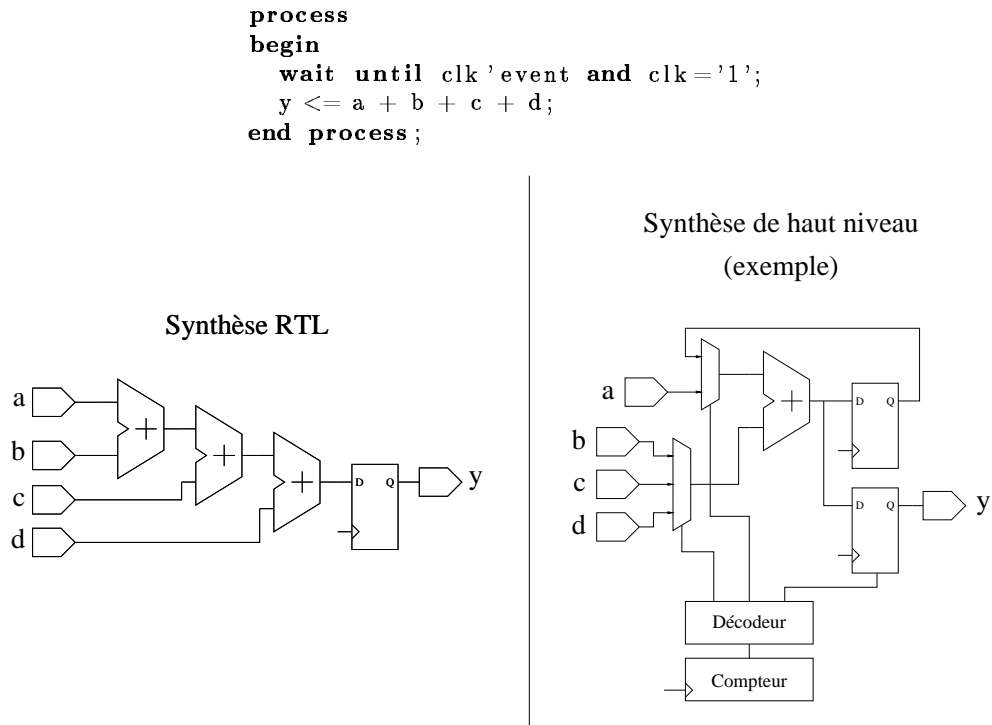 process
begin
wait until clk'event and clk='1';
y <= a + b + c + d;
end process;
Synthèse RTL
a
b
c
d
+
+
+
D Q
y
Synthèse de haut niveau
(exemple)
a
b
c
d
+
D Q
D Q
y
Décodeur
Compteur